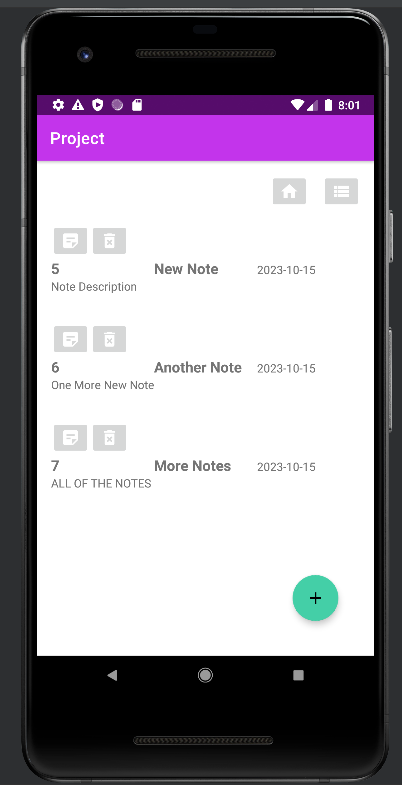 8:01
Project
5 New Note 2023-10-15
Note Description
6 Another Note 2023-10-15
One More New Note
7 More Notes 2023-10-15
ALL OF THE NOTES
+